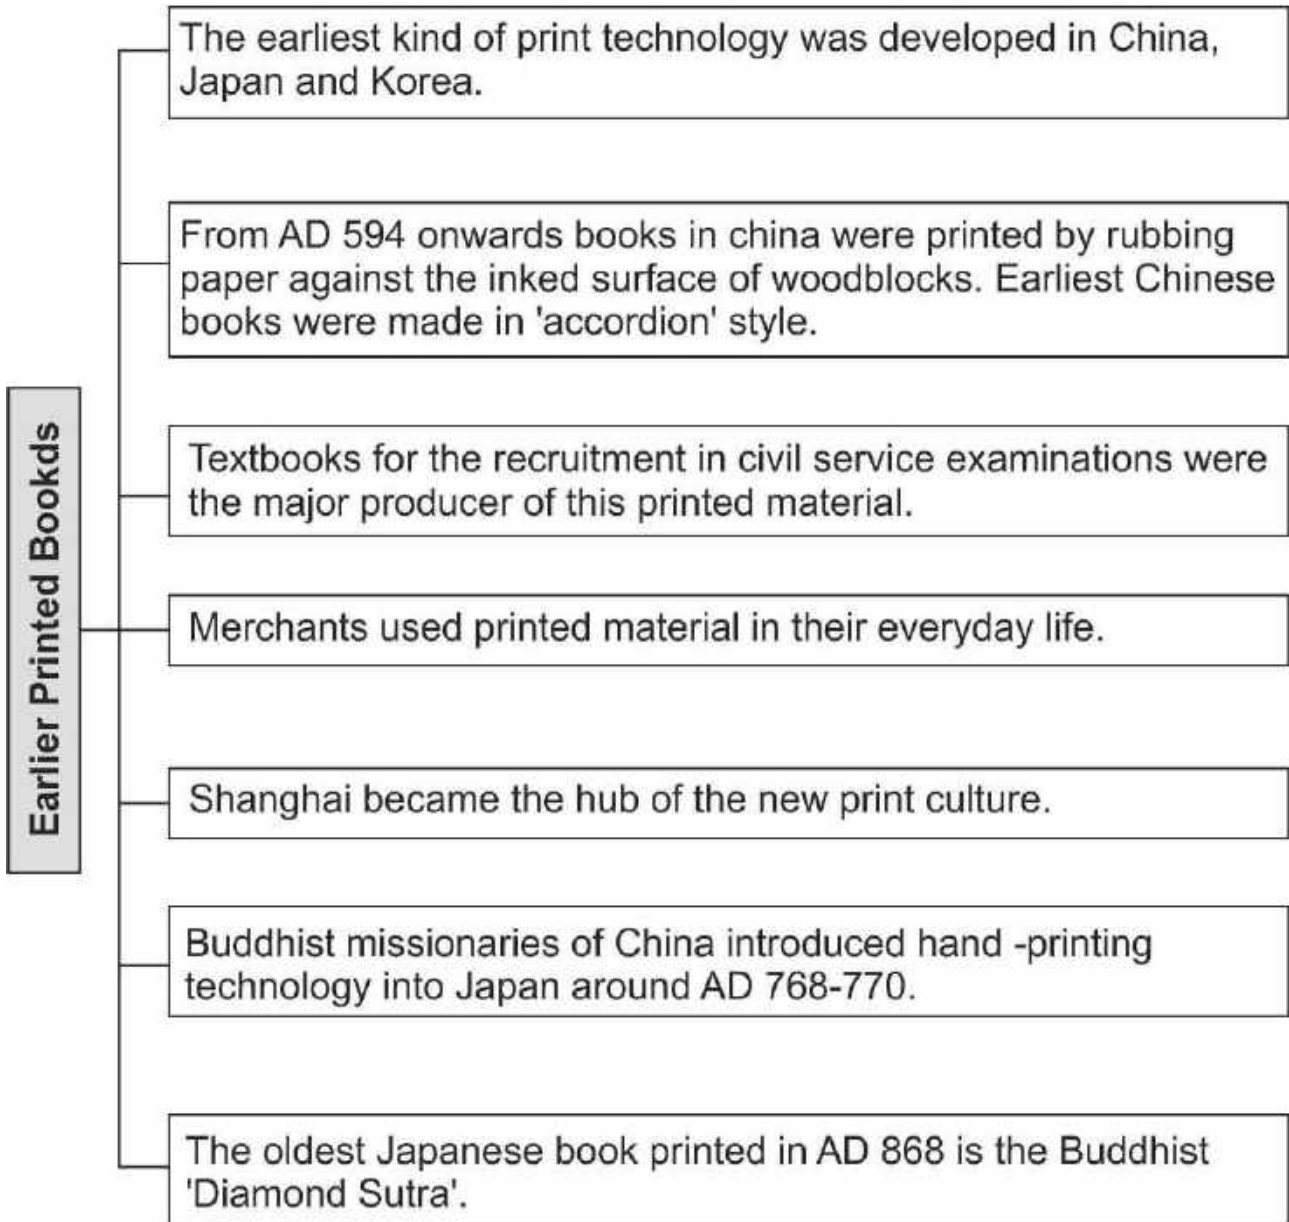 Earlier Printed Bookds
The earliest kind of print technology was developed in China,
Japan and Korea.
From AD 594 onwards books in china were printed by rubbing
paper against the inked surface of woodblocks. Earliest Chinese
books were made in 'accordion' style.
Textbooks for the recruitment in civil service examinations were
the major producer of this printed material.
Merchants used printed material in their everyday life.
Shanghai became the hub of the new print culture.
Buddhist missionaries of China introduced hand -printing
technology into Japan around AD 768-770.
The oldest Japanese book printed in AD 868 is the Buddhist
'Diamond Sutra'.